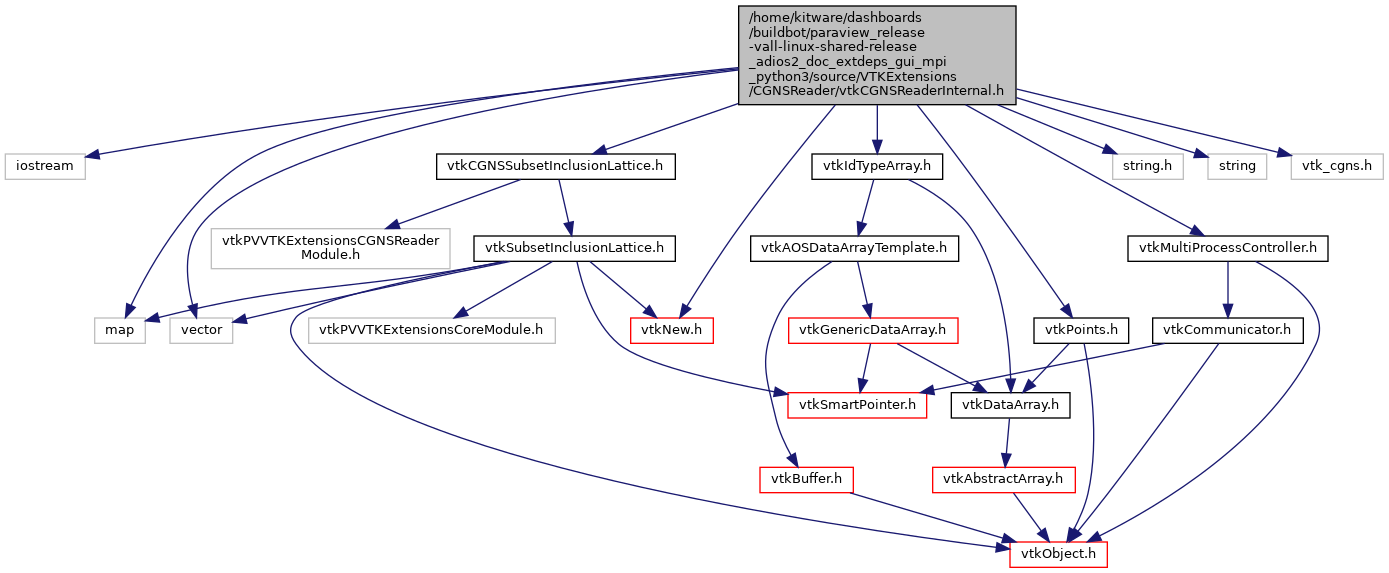 /home/kitware/dashboards
/buildbot/paraview_release
-vall-linux-shared-release
_adios2_doc_extdeps_gui_mpi
_python3/source/VTKExtensions
/CGNSReader/vtkCGNSReaderInternal.h
iostream
vtkCGNSSubsetInclusionLattice.h
vtkIdTypeArray.h
string.h
string
vtk_cgns.h
vtkPVVTKExtensionsCGNSReader
Module.h
vtkSubsetInclusionLattice.h
vtkAOSDataArrayTemplate.h
vtkMultiProcessController.h
map
vector
vtkPVVTKExtensionsCoreModule.h
vtkNew.h
vtkGenericDataArray.h
vtkPoints.h
vtkCommunicator.h
vtkSmartPointer.h
vtkDataArray.h
vtkBuffer.h
vtkAbstractArray.h
vtkObject.h